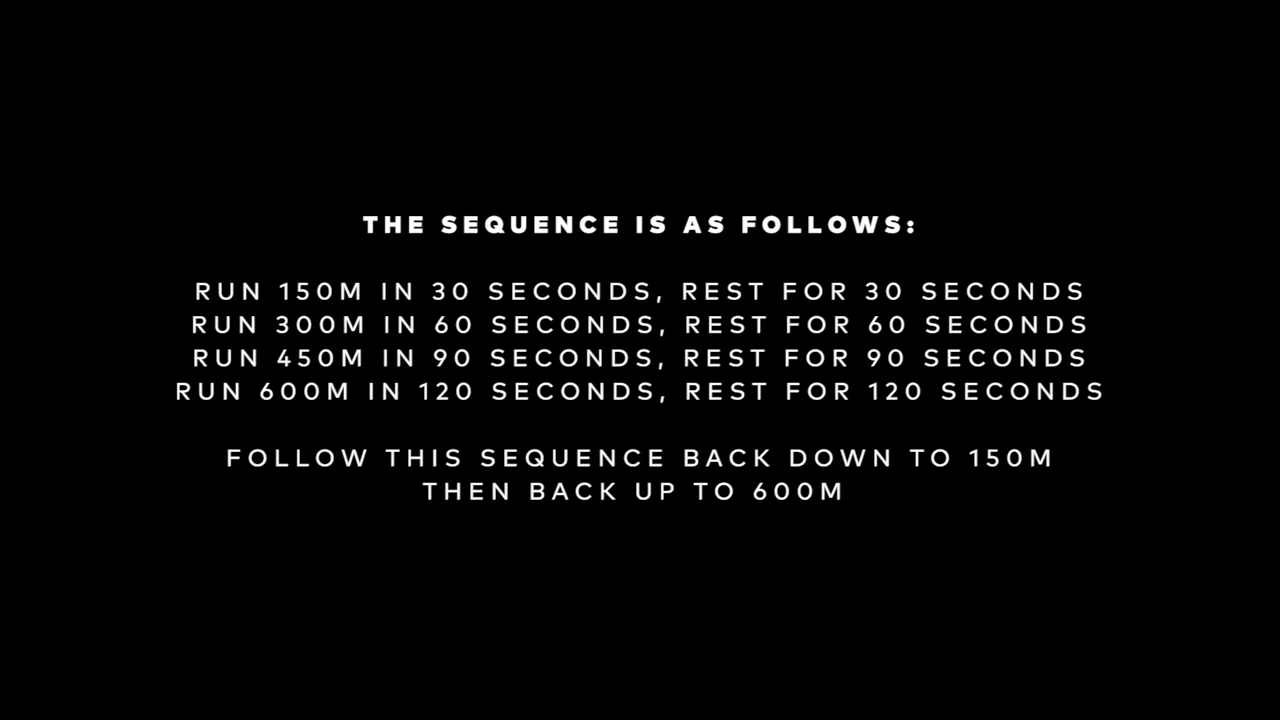 THE SEQUENCE IS AS FOLLOWS:
RUN 150M IN 30 SECONDS, REST FOR 30 SECONDS
RUN 300M IN 60 SECONDS, REST FOR 60 SECONDS
RUN 450M IN 90 SECONDS, REST FOR 90 SECONDS
RUN 600M IN 120 SECONDS, REST FOR 120 SECONDS
FOLLOW THIS SEQUENCE BACK DOWN TO 150M
THEN BACK UP TO 600M